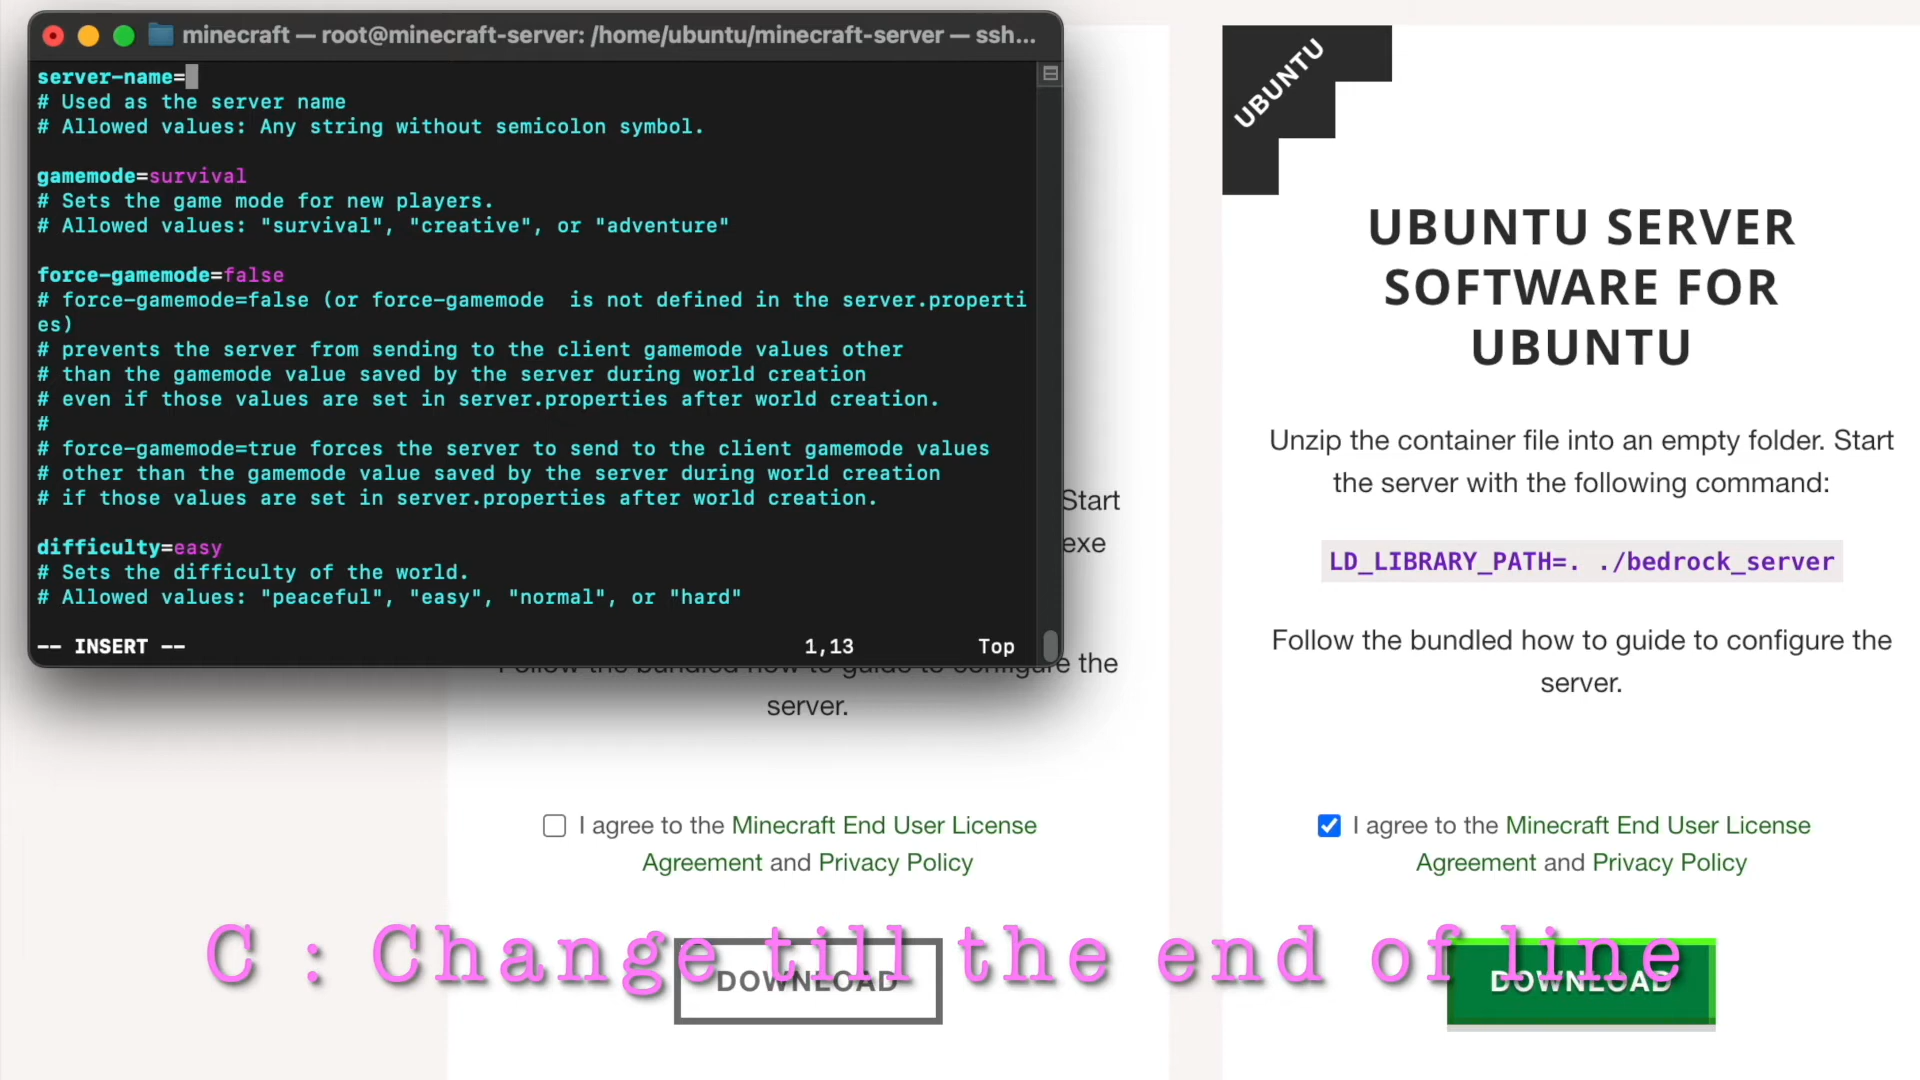 minecraft — root@minecraft-server: /home/ubuntu/minecraft-server — ssh...
server-name=
# Used as the server name
# Allowed values: Any string without semicolon symbol.
gamemode=survival
# Sets the game mode for new players.
# Allowed values: "survival", "creative", or "adventure"
force-gamemode=false
# force-gamemode=false (or force-gamemode  is not defined in the server.properti
es)
# prevents the server from sending to the client gamemode values other
# than the gamemode value saved by the server during world creation
# even if those values are set in server.properties after world creation.
#
# force-gamemode=true forces the server to send to the client gamemode values
# other than the gamemode value saved by the server during world creation
# if those values are set in server.properties after world creation.
difficulty=easy
# Sets the difficulty of the world.
# Allowed values: "peaceful", "easy", "normal", or "hard"
-- INSERT -- 1,13 Top
Start
exe
Follow the bundled how to guide to configure the
server.
I agree to the Minecraft End User License
Agreement and Privacy Policy
DOWNLOAD
UBUNTU
UBUNTU SERVER
SOFTWARE FOR
UBUNTU
Unzip the container file into an empty folder. Start
the server with the following command:
LD_LIBRARY_PATH=. ./bedrock_server
Follow the bundled how to guide to configure the
server.
I agree to the Minecraft End User License
Agreement and Privacy Policy
DOWNLOAD
C : Change till the end of line